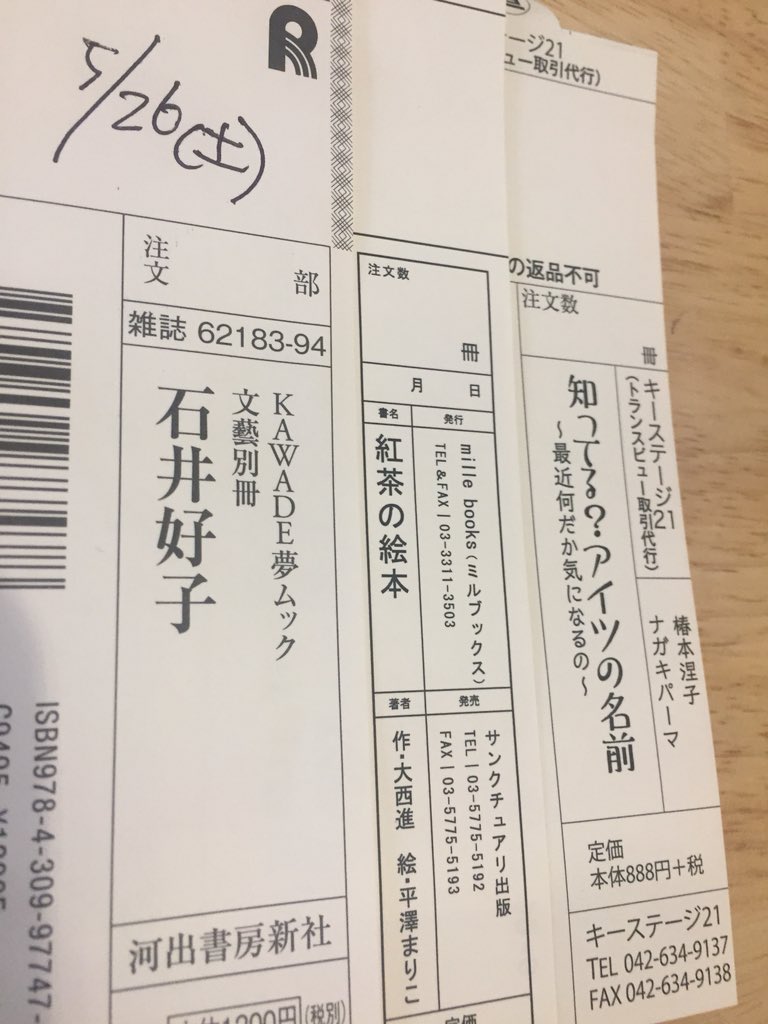 5/26(土)
注文
部
雑誌 62183-94
KAWADE夢ムック
文藝別冊
石井好子
河出書房新社
(税別)
ISBN978-4-309-97747-
注文数
冊
月 日
書名
発行
紅茶の絵本
mille books(ミルブックス)
TEL&FAX | 03-3311-3503
著者
発売
作・大西進 絵・平澤まりこ
サンクチュアリ出版
TEL | 03-5775-5192
FAX | 03-5775-5193
定価
ージ21
ュー取引代行)
の返品不可
注文数
冊
キーステージ21
(トランスビュー取引代行)
知ってる?アイツの名前
〜最近何だか気になるの〜
椿本涅子
ナガキパーマ
定価
本体888円+税
キーステージ21
TEL 042-634-9137
FAX 042-634-9138